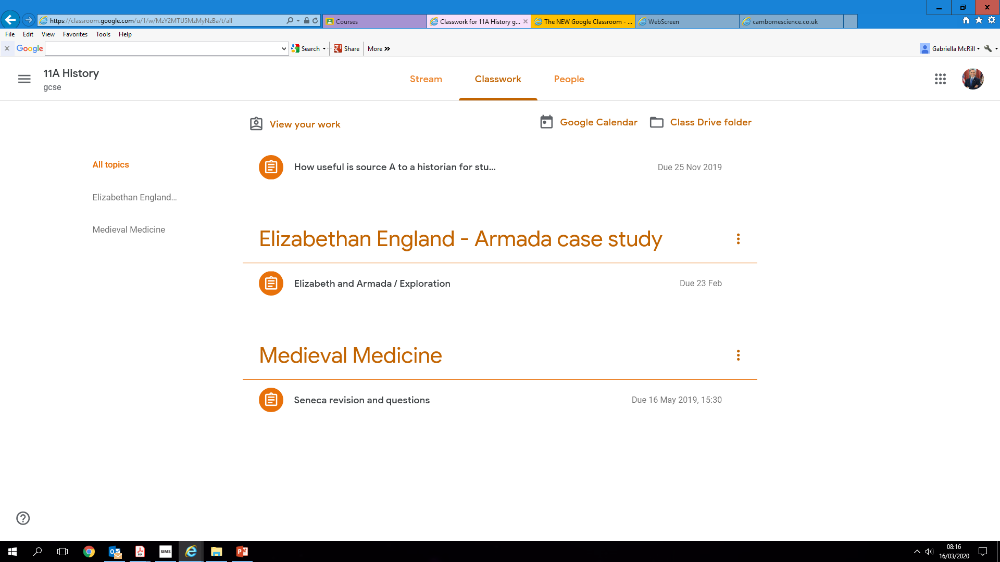 https://classroom.google.com/u/1/w/MzY2MTU5MzMyNzBa/t/all
Courses
Classwork for 11A History g...
The NEW Google Classroom - ...
WebScreen
cambornescience.co.uk
File Edit View Favorites Tools Help
x Google Search Share More »
Gabriella McRill
11A History
gcse
Stream
Classwork
People
View your work
Google Calendar
Class Drive folder
All topics
Elizabethan England...
Medieval Medicine
How useful is source A to a historian for stu...
Due 25 Nov 2019
Elizabethan England - Armada case study
Elizabeth and Armada / Exploration
Due 23 Feb
Medieval Medicine
Seneca revision and questions
Due 16 May 2019, 15:30
SIMS
08:16
16/03/2020